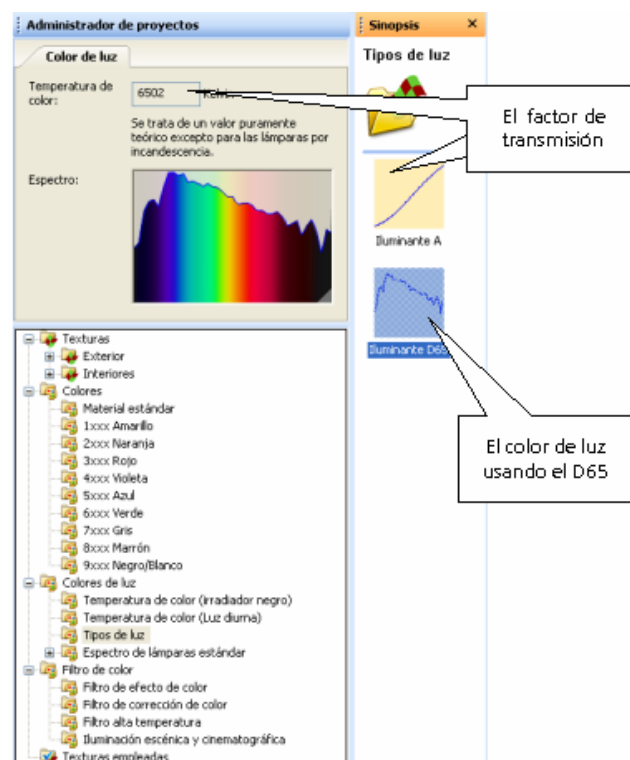 Administrador de proyectos
Color de luz
Temperatura de
color:
6502
Se trata de un valor puramente
teórico excepto para las lámparas por
incandescencia.
Espectro:
Texturas
Exterior
Interiores
Colores
Material estándar
1xxx Amarillo
2xxx Naranja
3xxx Rojo
4xxx Violeta
5xxx Azul
6xxx Verde
7xxx Gris
8xxx Marrón
9xxx Negro/Blanco
Colores de luz
Temperatura de color (irradiador negro)
Temperatura de color (Luz diurna)
Tipos de luz
Espectro de lámparas estándar
Filtro de color
Filtro de efecto de color
Filtro de corrección de color
Filtro alta temperatura
Iluminación escénica y cinematográfica
Texturas empleadas
Sinopsis
Tipos de luz
Iluminante A
Iluminante D65
El factor de
transmisión
El color de luz
usando el D65